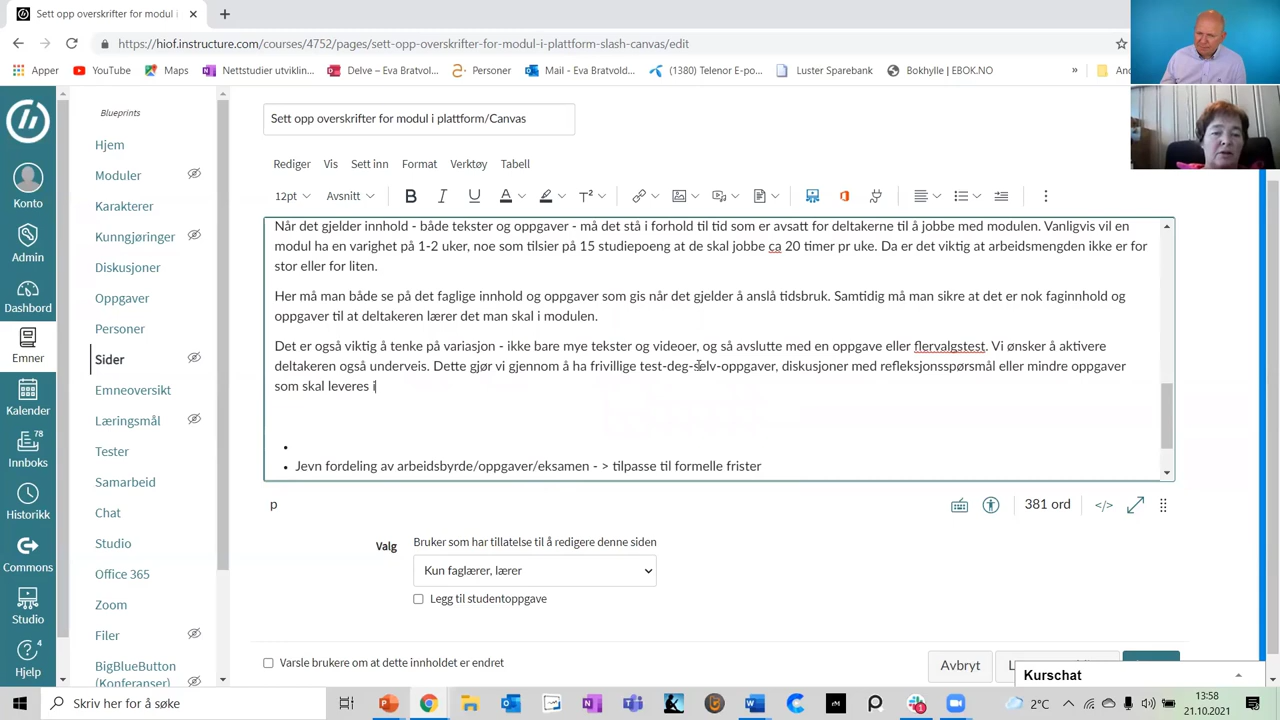 Sett opp overskrifter for modul i
https://hiof.instructure.com/courses/4752/pages/sett-opp-overskrifter-for-modul-i-plattform-slash-canvas/edit
Apper
YouTube
Maps
Nettstudier utviklin...
Delve – Eva Bratvol...
Personer
Mail - Eva Bratvold...
(1380) Telenor E-po...
Luster Sparebank
Bokhylle | EBOK.NO
»
Konto
Admin
Dashbord
Emner
Kalender
78
Innboks
Historikk
Commons
Studio
4
Hjelp
Blueprints
Hjem
Moduler
Karakterer
Kunngjøringer
Diskusjoner
Oppgaver
Personer
Sider
Emneoversikt
Læringsmål
Tester
Samarbeid
Chat
Studio
Office 365
Zoom
Filer
BigBlueButton
(Konferanser)
Sett opp overskrifter for modul i plattform/Canvas
Rediger Vis Sett inn Format Verktøy Tabell
12pt Avsnitt B I U A T²
Når det gjelder innhold - både tekster og oppgaver - må det stå i forhold til tid som er avsatt for deltakerne til å jobbe med modulen. Vanligvis vil en
modul ha en varighet på 1-2 uker, noe som tilsier på 15 studiepoeng at de skal jobbe ca 20 timer pr uke. Da er det viktig at arbeidsmengden ikke er for
stor eller for liten.
Her må man både se på det faglige innhold og oppgaver som gis når det gjelder å anslå tidsbruk. Samtidig må man sikre at det er nok faginnhold og
oppgaver til at deltakeren lærer det man skal i modulen.
Det er også viktig å tenke på variasjon - ikke bare mye tekster og videoer, og så avslutte med en oppgave eller flervalgstest. Vi ønsker å aktivere
deltakeren også underveis. Dette gjør vi gjennom å ha frivillige test-deg-selv-oppgaver, diskusjoner med refleksjonsspørsmål eller mindre oppgaver
som skal leveres i
•
• Jevn fordeling av arbeidsbyrde/oppgaver/eksamen - > tilpasse til formelle frister
p
381 ord
</>
Valg
Bruker som har tillatelse til å redigere denne siden
Kun faglærer, lærer
Legg til studentoppgave
Varsle brukere om at dette innholdet er endret
Avbryt
Kurschat
Skriv her for å søke
1
2°C
13:58
21.10.2021